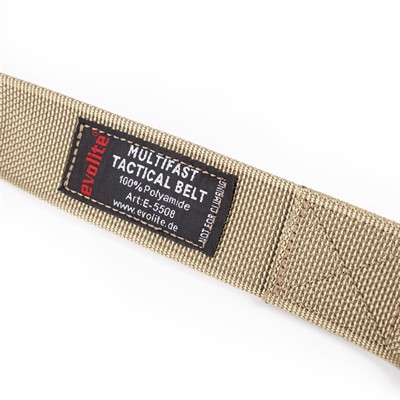 evolite®
MULTIFAST
TACTICAL BELT
100% Polyamide
Art:E-5508
www.evolite.de
NOT FOR CLIMBING!